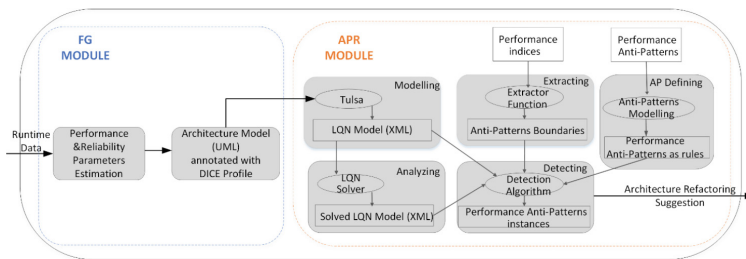 FG
MODULE
APR
MODULE
Performance
indices
Performance
Anti-Patterns
Modelling
Extracting
AP Defining
Tulsa
LQN Model (XML)
Extractor
Function
Anti-Patterns Boundaries
Anti-Patterns
Modelling
Performance
Anti-Patterns as rules
Runtime
Data
Performance
&Reliability
Parameters
Estimation
Architecture Model
(UML)
annotated with
DICE Profile
Analyzing
LQN
Solver
Solved LQN Model (XML)
Detecting
Detection
Algorithm
Performance Anti-Patterns
instances
Architecture Refactoring
Suggestion